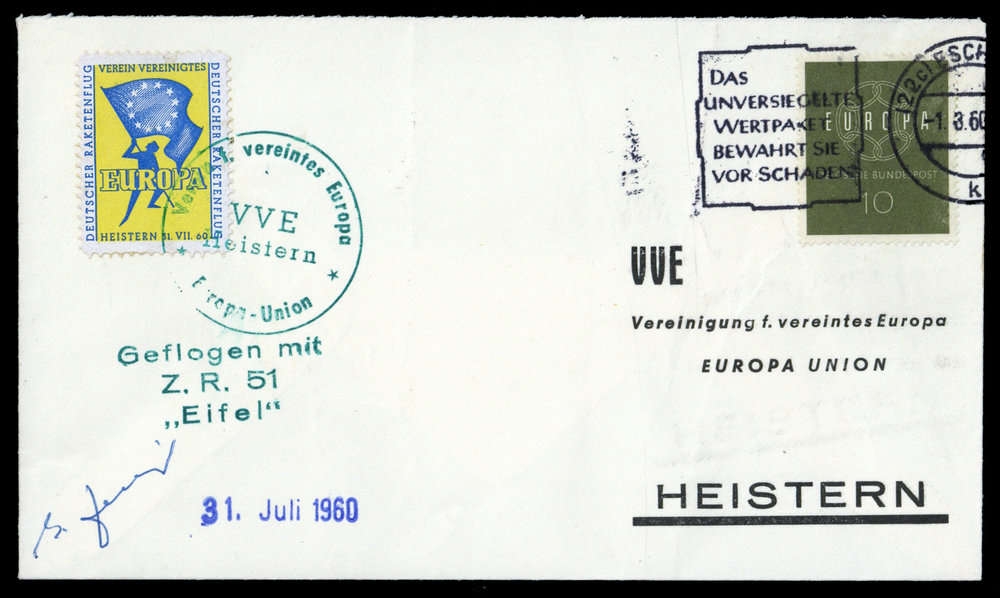 VEREIN VEREINIGTES
DEUTSCHER RAKETENFLUG
DEUTSCHER RAKETENFLUG
EUROPA
HEISTERN 31. VII. 60
f. vereintes Europa
VVE
Heistern
* *
Europa-Union
Geflogen mit
Z. R. 51
„Eifel“
31. Juli 1960
DAS
UNVERSIEGELTE
WERTPAKET
BEWAHRT SIE
VOR SCHADEN
(22c) ESCH
-1. 3.60
k
EUROPA
BUNDESPOST
10
VVE
Vereinigung f. vereintes Europa
EUROPA UNION
HEISTERN